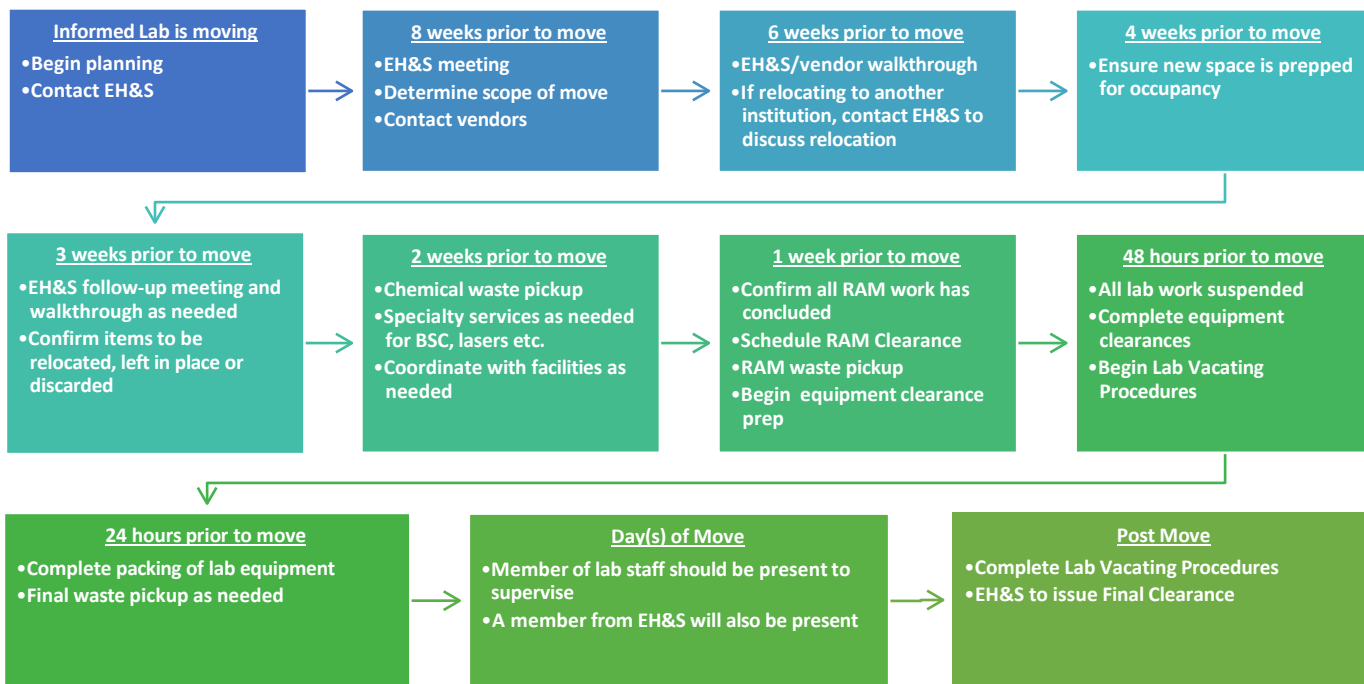 Informed Lab is moving
•Begin planning
•Contact EH&S
8 weeks prior to move
•EH&S meeting
•Determine scope of move
•Contact vendors
6 weeks prior to move
•EH&S/vendor walkthrough
•If relocating to another
institution, contact EH&S to
discuss relocation
4 weeks prior to move
•Ensure new space is prepped
for occupancy
3 weeks prior to move
•EH&S follow-up meeting and
walkthrough as needed
•Confirm items to be
relocated, left in place or
discarded
2 weeks prior to move
•Chemical waste pickup
•Specialty services as needed
for BSC, lasers etc.
•Coordinate with facilities as
needed
1 week prior to move
•Confirm all RAM work has
concluded
•Schedule RAM Clearance
•RAM waste pickup
•Begin  equipment clearance
prep
48 hours prior to move
•All lab work suspended
•Complete equipment
clearances
•Begin Lab Vacating
Procedures
24 hours prior to move
•Complete packing of lab equipment
•Final waste pickup as needed
Day(s) of Move
•Member of lab staff should be present to
supervise
•A member from EH&S will also be present
Post Move
•Complete Lab Vacating Procedures
•EH&S to issue Final Clearance